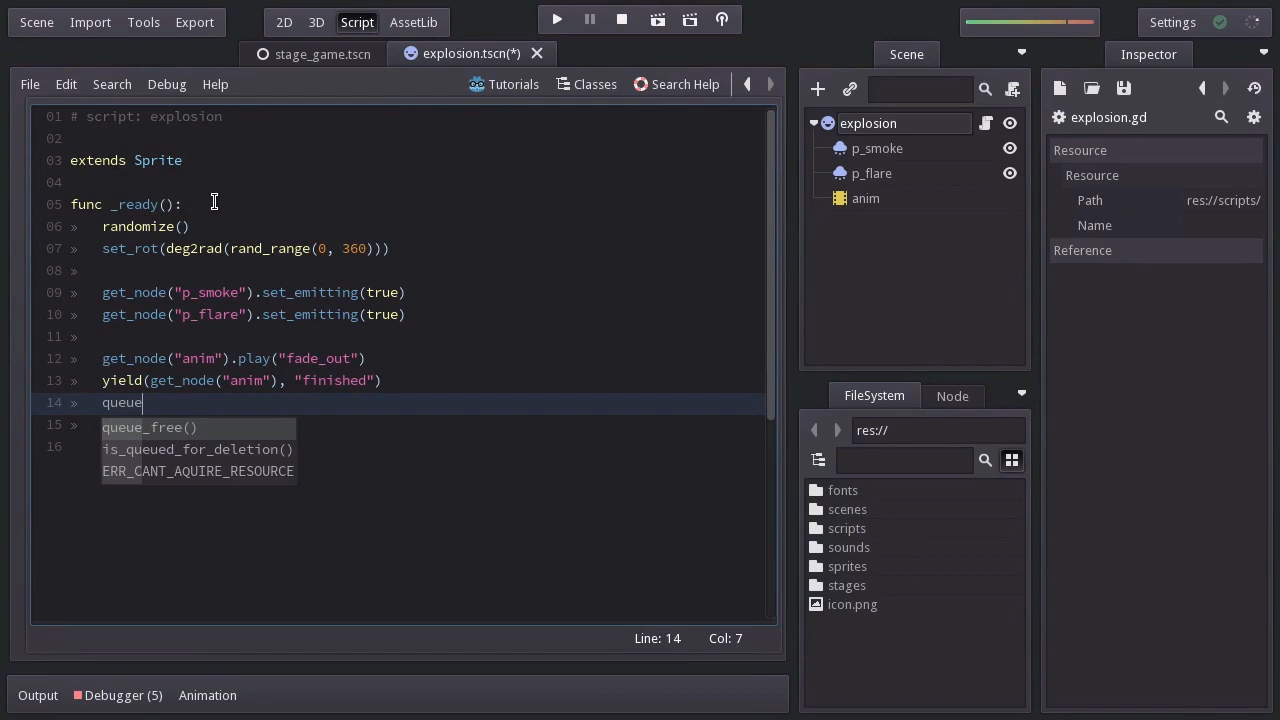 Scene Import Tools Export 2D 3D Script AssetLib Settings
stage_game.tscn explosion.tscn(*) Scene Inspector
File Edit Search Debug Help Tutorials Classes Search Help
01 # script: explosion
02
03 extends Sprite
04
05 func _ready():
06 » randomize()
07 » set_rot(deg2rad(rand_range(0, 360)))
08 »
09 » get_node("p_smoke").set_emitting(true)
10 » get_node("p_flare").set_emitting(true)
11 »
12 » get_node("anim").play("fade_out")
13 » yield(get_node("anim"), "finished")
14 » queue
15 »
16
queue_free()
is_queued_for_deletion()
ERR_CANT_AQUIRE_RESOURCE
Line: 14 Col: 7
Output Debugger (5) Animation
explosion
p_smoke
p_flare
anim
FileSystem Node
res://
fonts
scenes
scripts
sounds
sprites
stages
icon.png
explosion.gd
Resource
Resource
Path res://scripts/
Name
Reference